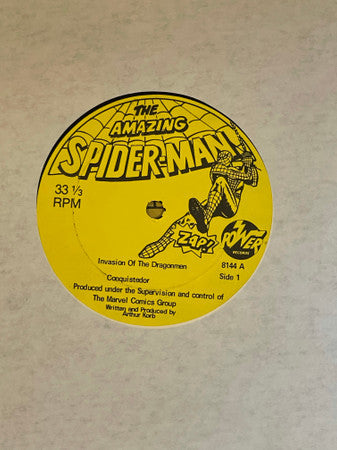 THE
AMAZING
SPIDER-MAN!
33 1/3
RPM
ZAP!
POWER
RECORDS
Invasion Of The Dragonmen
8144 A
Side 1
Conquistedor
Produced under the Supervision and control of
The Marvel Comics Group
Written and Produced by
Arthur Korb